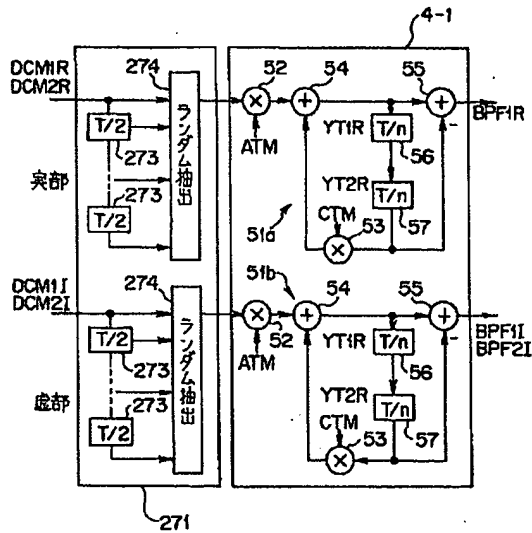 4-1
DCM1R
DCM2R
274
52
54
55
BPF1R
T/2
273
ランダム抽出
ATM
YT1R
T/n
56
実部
273
T/2
YT2R
T/n
57
CTM
53
51a
DCM1I
DCM2I
274
51b
54
55
BPF1I
BPF2I
T/2
273
ランダム抽出
52
ATM
YT1R
T/n
56
虚部
273
T/2
YT2R
T/n
57
CTM
53
271